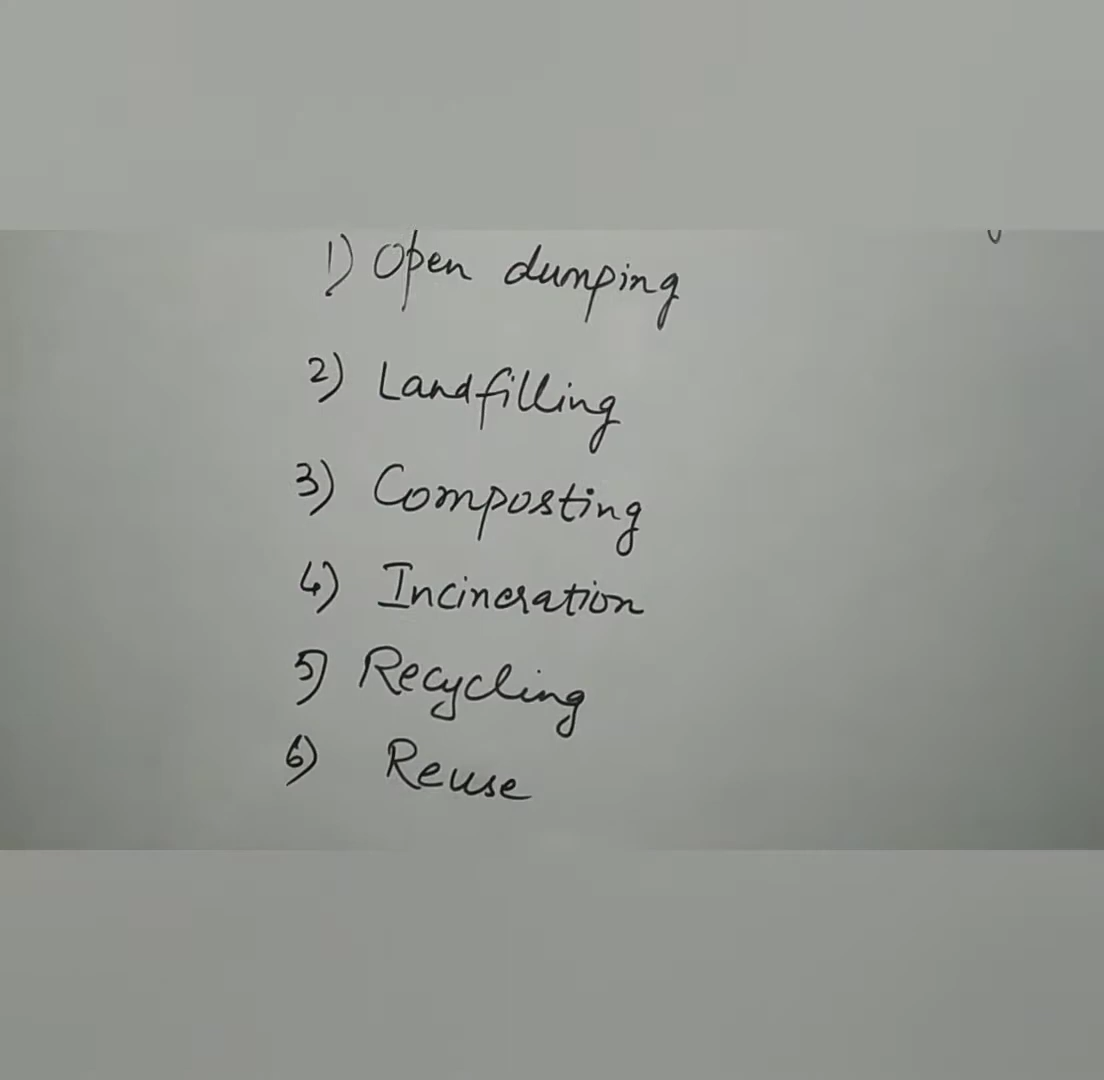 1) Open dumping
2) Landfilling
3) Composting
4) Incineration
5) Recycling
6) Reuse